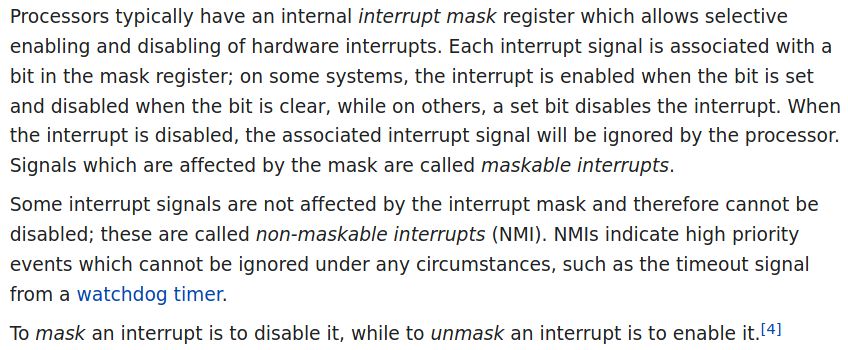 Processors typically have an internal interrupt mask register which allows selective
enabling and disabling of hardware interrupts. Each interrupt signal is associated with a
bit in the mask register; on some systems, the interrupt is enabled when the bit is set
and disabled when the bit is clear, while on others, a set bit disables the interrupt. When
the interrupt is disabled, the associated interrupt signal will be ignored by the processor.
Signals which are affected by the mask are called maskable interrupts.
Some interrupt signals are not affected by the interrupt mask and therefore cannot be
disabled; these are called non-maskable interrupts (NMI). NMIs indicate high priority
events which cannot be ignored under any circumstances, such as the timeout signal
from a watchdog timer.
To mask an interrupt is to disable it, while to unmask an interrupt is to enable it.[4]